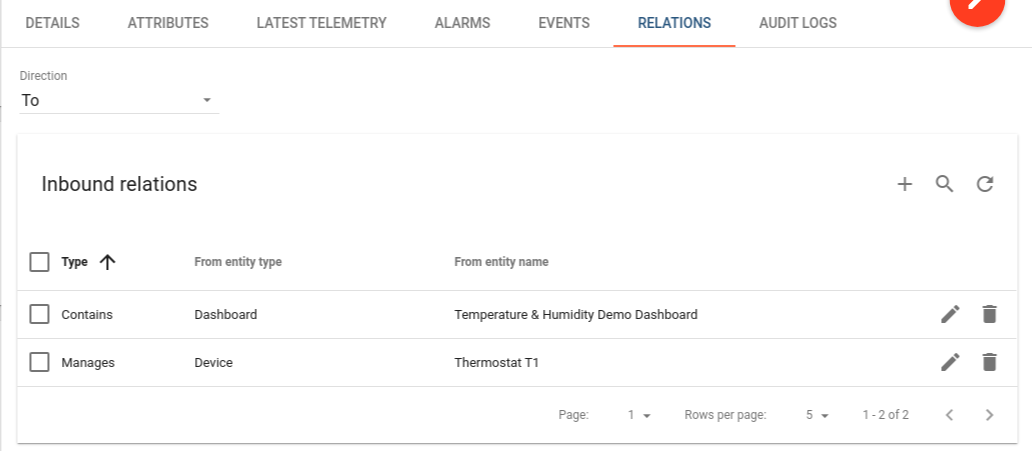 DETAILS ATTRIBUTES LATEST TELEMETRY ALARMS EVENTS RELATIONS AUDIT LOGS
Direction
To
Inbound relations
Type From entity type From entity name
Contains Dashboard Temperature & Humidity Demo Dashboard
Manages Device Thermostat T1
Page: 1 Rows per page: 5 1 - 2 of 2